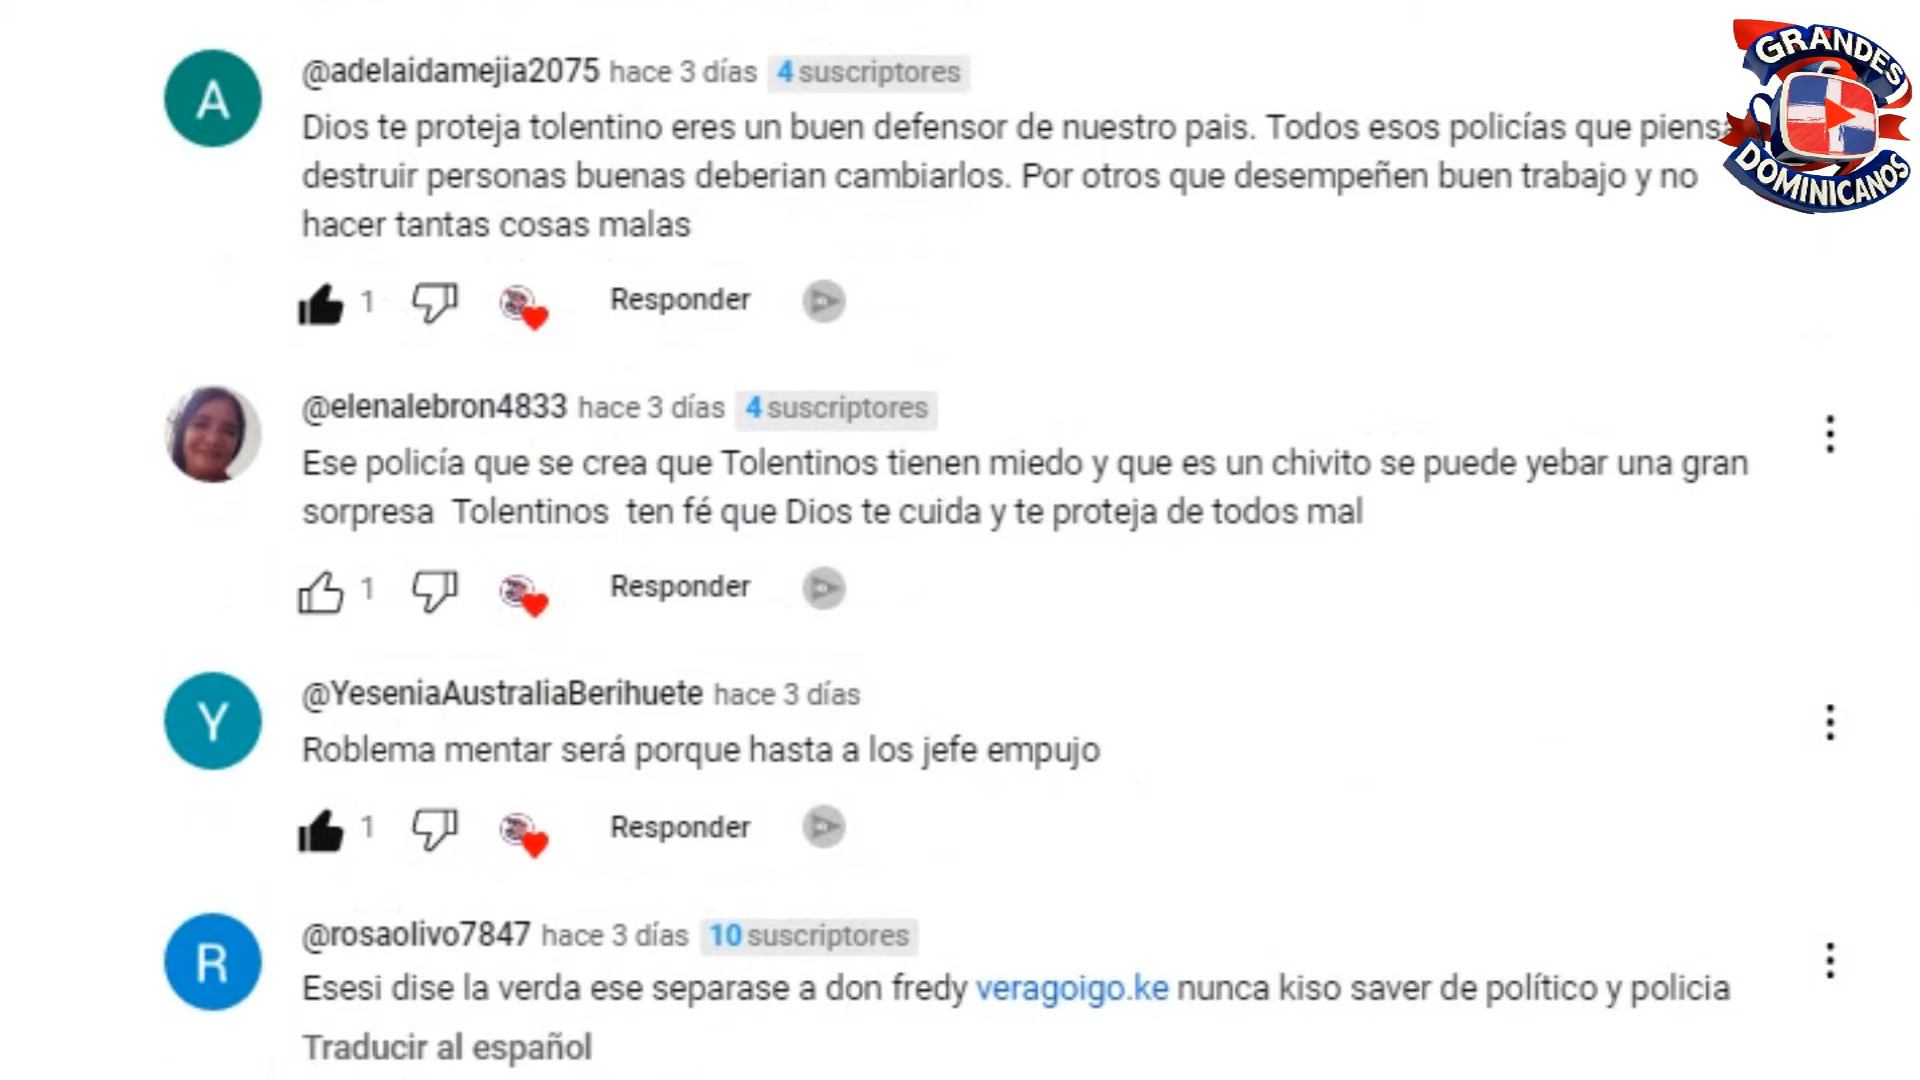 GRANDES
DOMINICANOS
A
@adelaidamejia2075 hace 3 días 4 suscriptores
Dios te proteja tolentino eres un buen defensor de nuestro pais. Todos esos policías que piensa
destruir personas buenas deberian cambiarlos. Por otros que desempeñen buen trabajo y no
hacer tantas cosas malas
1 Responder
@elenalebron4833 hace 3 días 4 suscriptores
Ese policía que se crea que Tolentinos tienen miedo y que es un chivito se puede yebar una gran
sorpresa Tolentinos ten fé que Dios te cuida y te proteja de todos mal
1 Responder
Y
@YeseniaAustraliaBerihuete hace 3 días
Roblema mentar será porque hasta a los jefe empujo
1 Responder
R
@rosaolivo7847 hace 3 días 10 suscriptores
Esesi dise la verda ese separase a don fredy veragoigo.ke nunca kiso saver de político y policia
Traducir al español